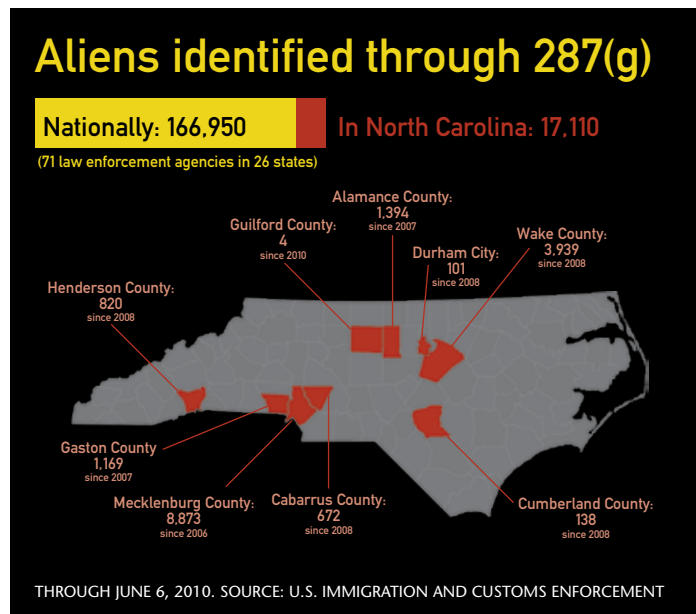 Aliens identified through 287(g)
Nationally: 166,950
In North Carolina: 17,110
(71 law enforcement agencies in 26 states)
Alamance County:
1,394
since 2007
Guilford County:
4
since 2010
Wake County:
3,939
since 2008
Durham City:
101
since 2008
Henderson County:
820
since 2008
Gaston County
1,169
since 2007
Mecklenburg County:
8,873
since 2006
Cabarrus County:
672
since 2008
Cumberland County:
138
since 2008
THROUGH JUNE 6, 2010. SOURCE: U.S. IMMIGRATION AND CUSTOMS ENFORCEMENT